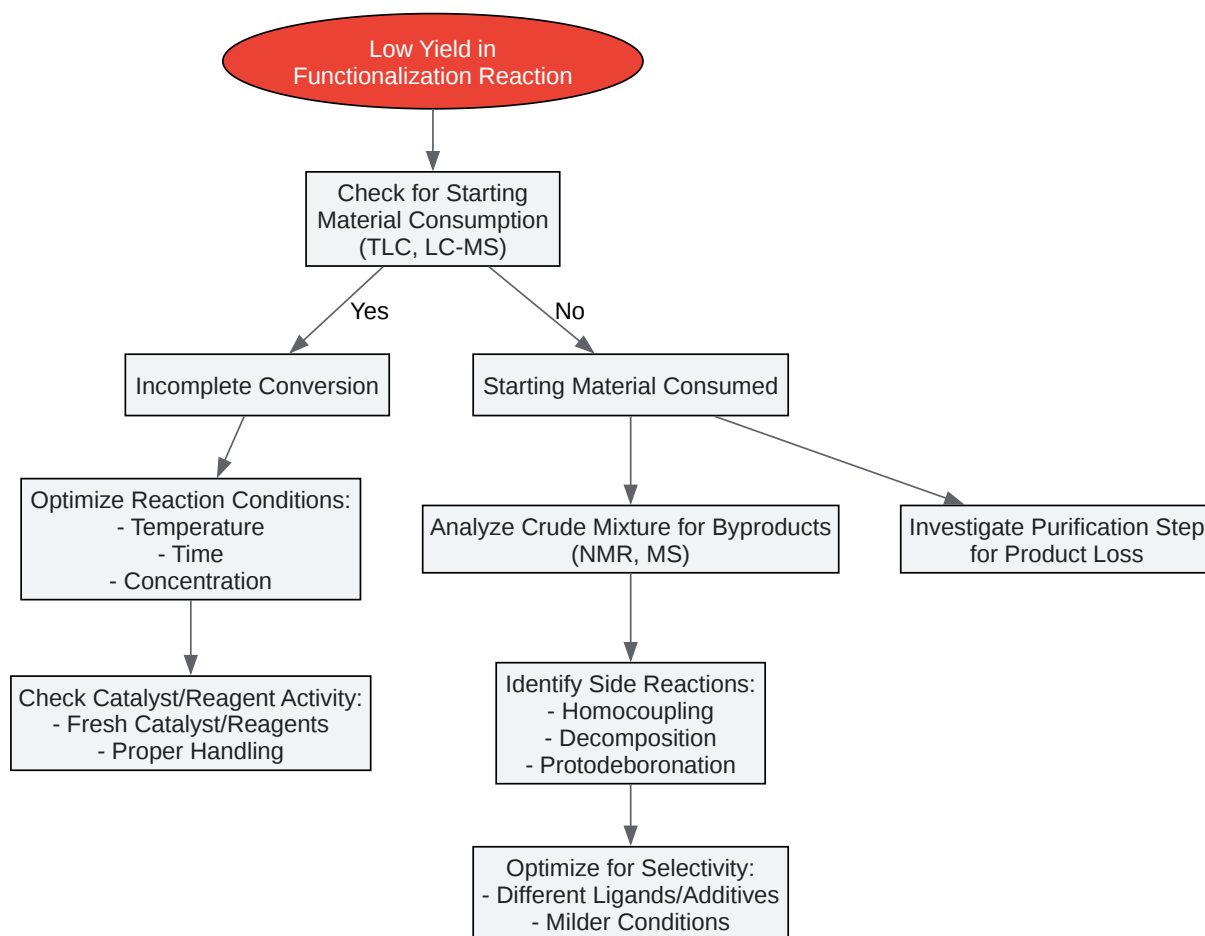 Low Yield in
Functionalization Reaction
Check for Starting
Material Consumption
(TLC, LC-MS)
Yes
No
Incomplete Conversion
Starting Material Consumed
Optimize Reaction Conditions:
- Temperature
- Time
- Concentration
Analyze Crude Mixture for Byproducts
(NMR, MS)
Investigate Purification Step
for Product Loss
Check Catalyst/Reagent Activity:
- Fresh Catalyst/Reagents
- Proper Handling
Identify Side Reactions:
- Homocoupling
- Decomposition
- Protodeboronation
Optimize for Selectivity:
- Different Ligands/Additives
- Milder Conditions